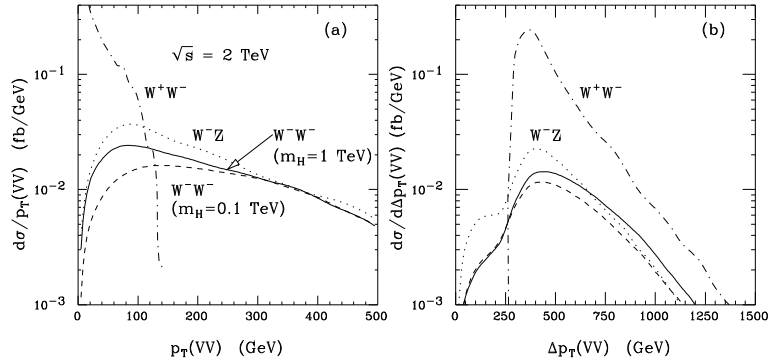 (a)
√s = 2 TeV
W⁺W⁻
W⁻Z
W⁻W⁻
(m_H=1 TeV)
W⁻W⁻
(m_H=0.1 TeV)
dσ/p_T(VV) (fb/GeV)
10⁻¹
10⁻²
10⁻³
0 100 200 300 400 500
p_T(VV) (GeV)
(b)
W⁺W⁻
W⁻Z
dσ/dΔp_T(VV) (fb/GeV)
10⁻¹
10⁻²
10⁻³
0 250 500 750 1000 1250 1500
Δp_T(VV) (GeV)